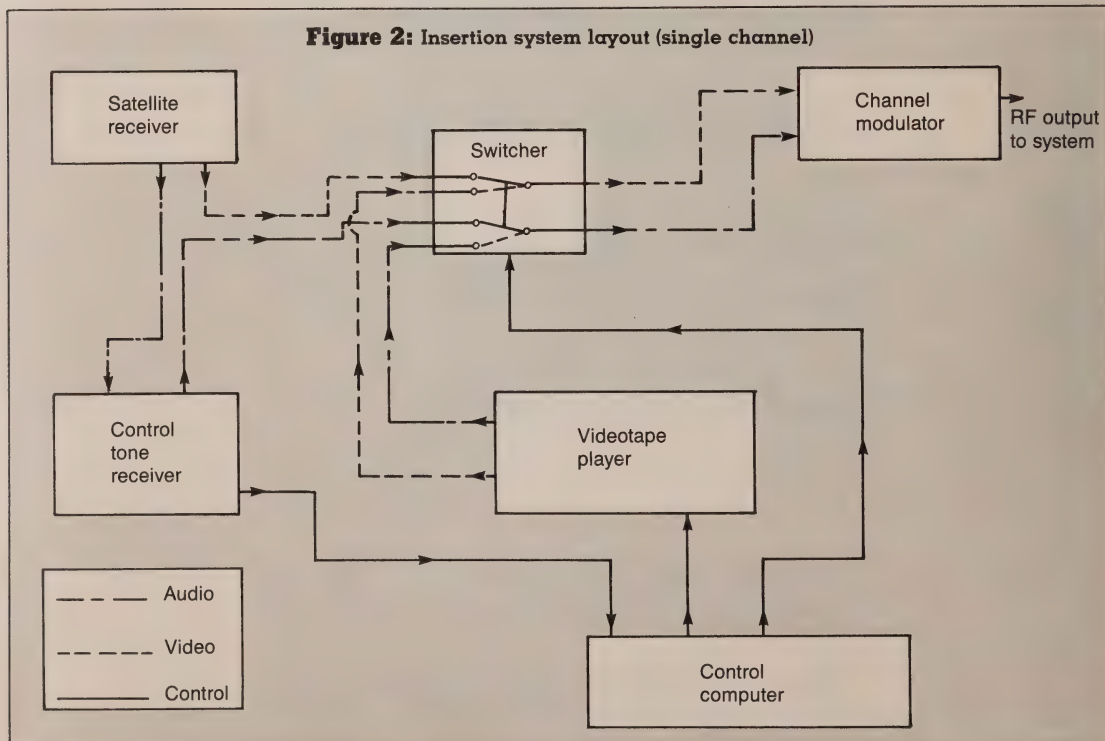 Figure 2: Insertion system layout (single channel)
Satellite
receiver
Switcher
Channel
modulator
RF output
to system
Control
tone
receiver
Videotape
player
Audio
Video
Control
Control
computer